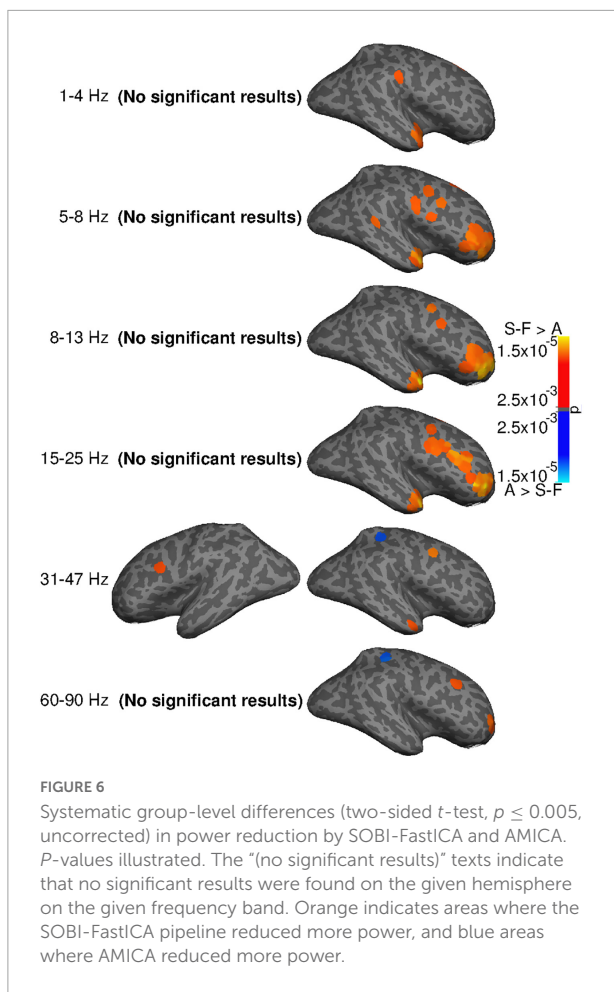 1-4 Hz (No significant results)
5-8 Hz (No significant results)
8-13 Hz (No significant results)
S-F > A
1.5x10⁻⁵
2.5x10⁻³
p
2.5x10⁻³
1.5x10⁻⁵
A > S-F
15-25 Hz (No significant results)
31-47 Hz
60-90 Hz (No significant results)
FIGURE 6
Systematic group-level differences (two-sided t-test, p ≤ 0.005,
uncorrected) in power reduction by SOBI-FastICA and AMICA.
P-values illustrated. The "(no significant results)" texts indicate
that no significant results were found on the given hemisphere
on the given frequency band. Orange indicates areas where the
SOBI-FastICA pipeline reduced more power, and blue areas
where AMICA reduced more power.